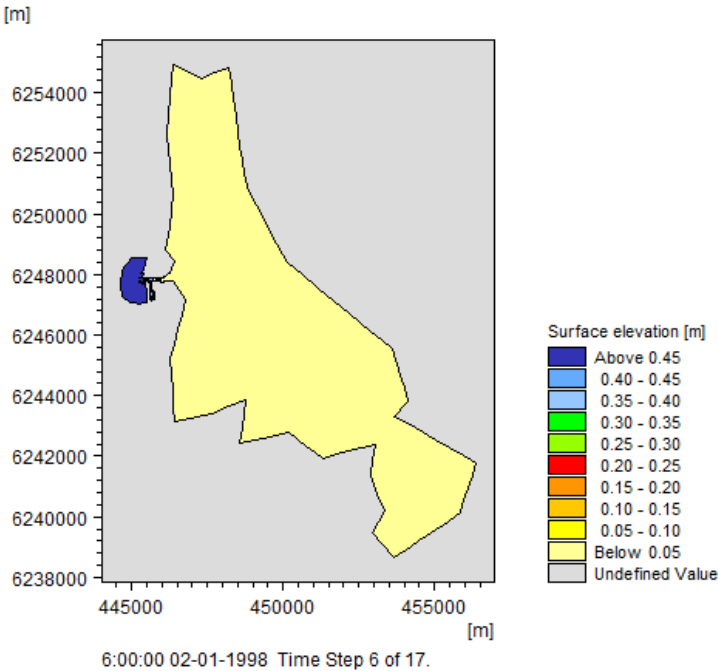 [m]
6254000
6252000
6250000
6248000
6246000
6244000
6242000
6240000
6238000
445000 450000 455000
[m]
Surface elevation [m]
Above 0.45
0.40 - 0.45
0.35 - 0.40
0.30 - 0.35
0.25 - 0.30
0.20 - 0.25
0.15 - 0.20
0.10 - 0.15
0.05 - 0.10
Below 0.05
Undefined Value
6:00:00 02-01-1998 Time Step 6 of 17.